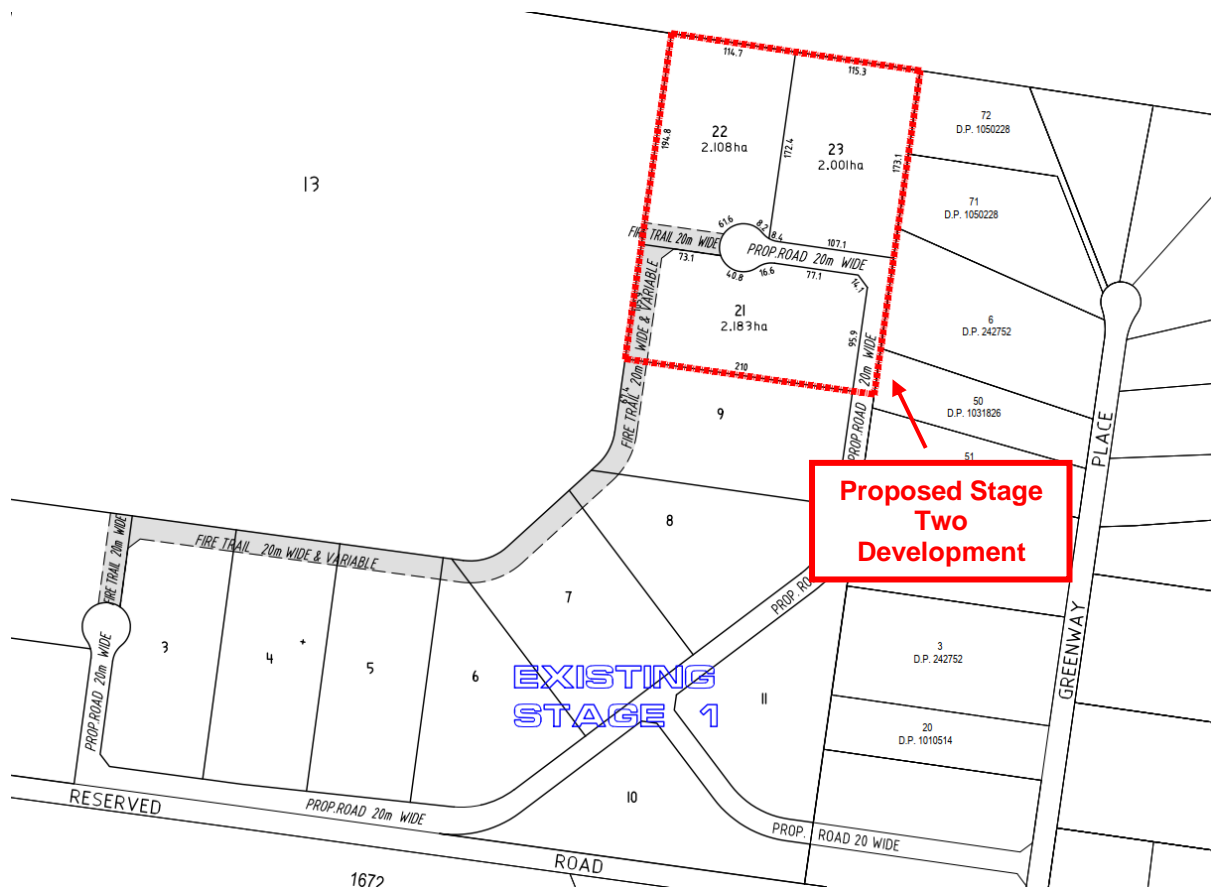 114.7
115.3
72
D.P. 1050228
22
2.108ha
194.8
172.4
23
2.001ha
173.1
13
71
D.P. 1050228
61.6
8.2
8.4
FIRE TRAIL 20m WIDE
107.1
PROP.ROAD 20m WIDE
73.1
40.8
16.6
77.1
14.1
21
2.183ha
95.9
6
D.P. 242752
FIRE TRAIL 20m WIDE & VARIABLE
67.4
210
PROP.ROAD 20m WIDE
9
50
D.P. 1031826
51
PLACE
Proposed Stage
Two
Development
8
FIRE TRAIL 20m WIDE & VARIABLE
FIRE TRAIL 20m WIDE
7
PROP. RO
3
4
5
6
EXISTING
STAGE 1
3
D.P. 242752
GREENWAY
PROP.ROAD 20m WIDE
11
20
D.P. 1010514
10
RESERVED
PROP.ROAD 20m WIDE
PROP. ROAD 20 WIDE
ROAD
1672